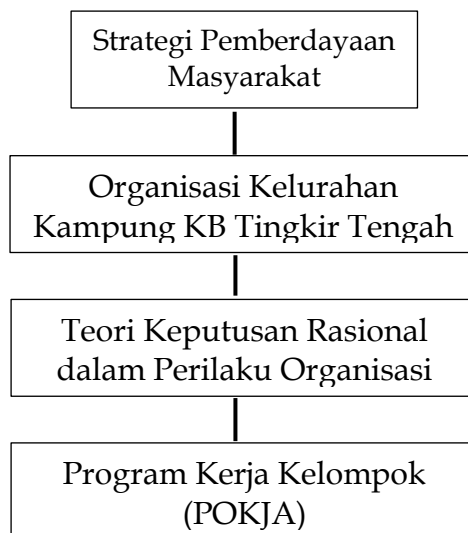 Strategi Pemberdayaan
Masyarakat
Organisasi Kelurahan
Kampung KB Tingkir Tengah
Teori Keputusan Rasional
dalam Perilaku Organisasi
Program Kerja Kelompok
(POKJA)